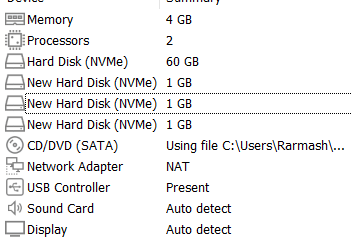 Summary
Memory 4 GB
Processors 2
Hard Disk (NVMe) 60 GB
New Hard Disk (NVMe) 1 GB
New Hard Disk (NVMe) 1 GB
New Hard Disk (NVMe) 1 GB
CD/DVD (SATA) Using file C:\Users\Rarmash\...
Network Adapter NAT
USB Controller Present
Sound Card Auto detect
Display Auto detect